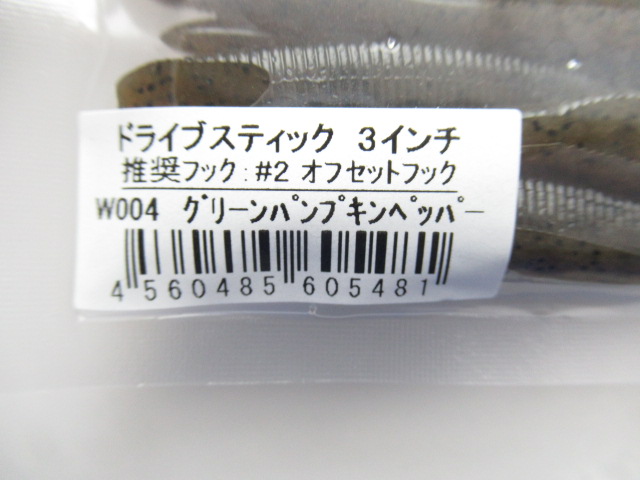 ドライブスティック 3インチ
推奨フック:#2 オフセットフック
W004 グリーンパンプキンペッパー
4 560485 605481